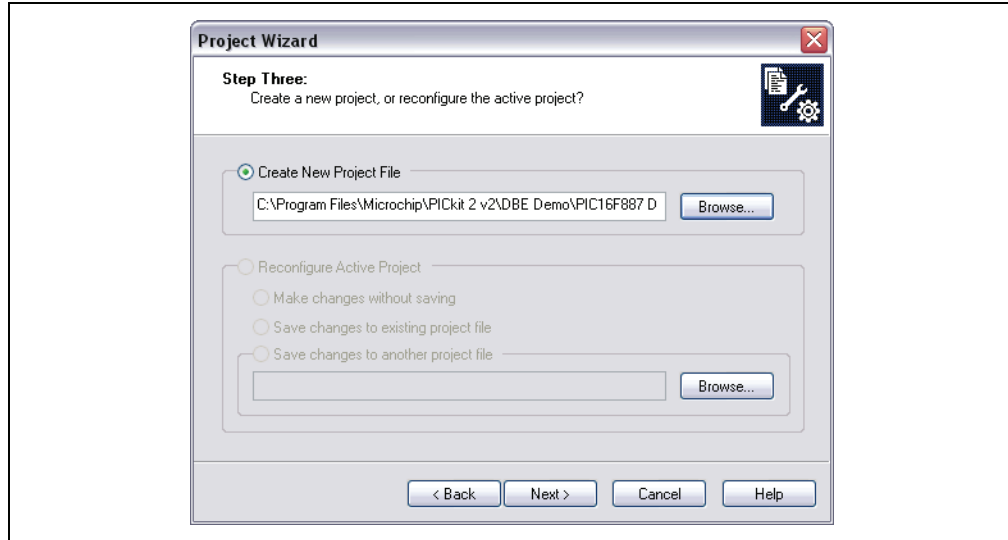 Project Wizard
Step Three:
Create a new project, or reconfigure the active project?
Create New Project File
C:\Program Files\Microchip\PICkit 2 v2\DBE Demo\PIC16F887 D
Browse...
Reconfigure Active Project
Make changes without saving
Save changes to existing project file
Save changes to another project file
Browse...
< Back
Next >
Cancel
Help